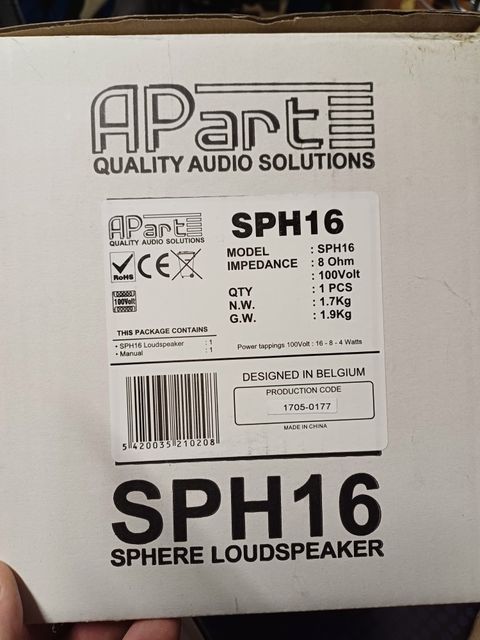 APart
QUALITY AUDIO SOLUTIONS
APart
QUALITY AUDIO SOLUTIONS
SPH16
MODEL : SPH16
IMPEDANCE : 8 Ohm
: 100Volt
QTY : 1 PCS
N.W. : 1.7Kg
G.W. : 1.9Kg
RoHS
CE
100Volt
THIS PACKAGE CONTAINS
• SPH16 Loudspeaker : 1
• Manual : 1
Power tappings 100Volt : 16 - 8 - 4 Watts
DESIGNED IN BELGIUM
PRODUCTION CODE
1705-0177
MADE IN CHINA
5 420035 210208
SPH16
SPHERE LOUDSPEAKER